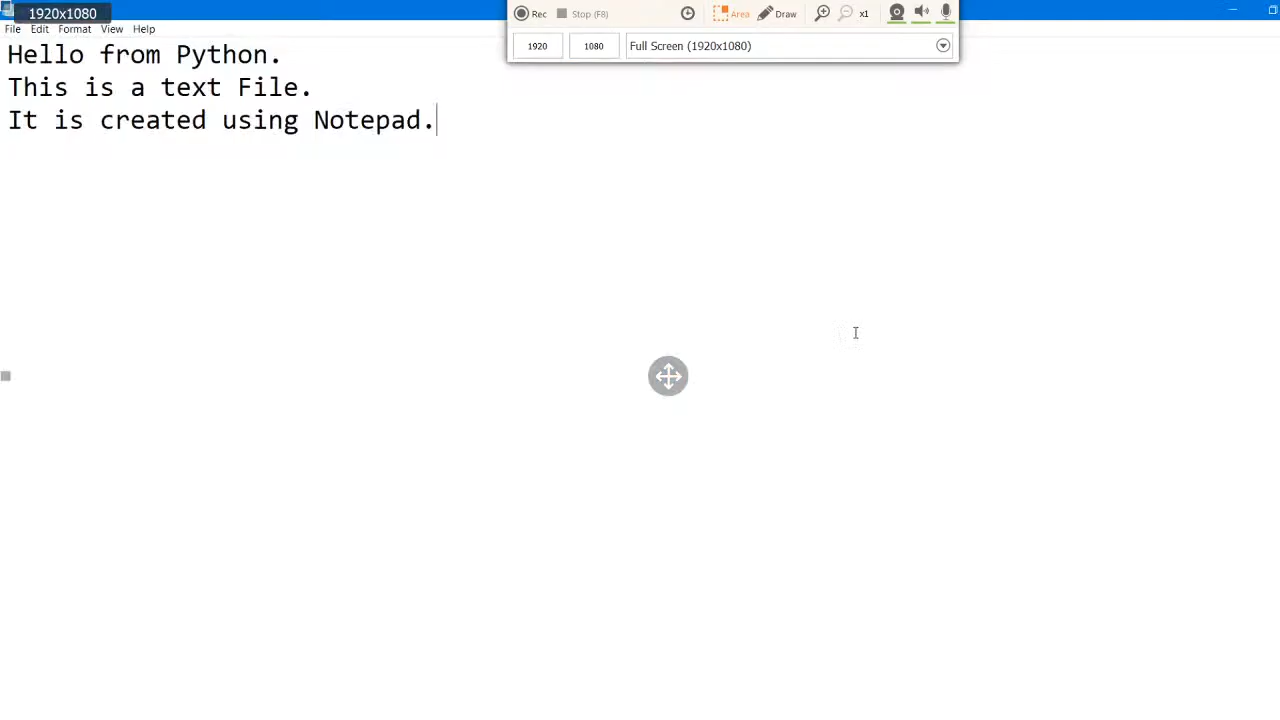 1920x1080
Rec Stop (F8) Area Draw x1
1920 1080 Full Screen (1920x1080)
File Edit Format View Help
Hello from Python.
This is a text File.
It is created using Notepad.